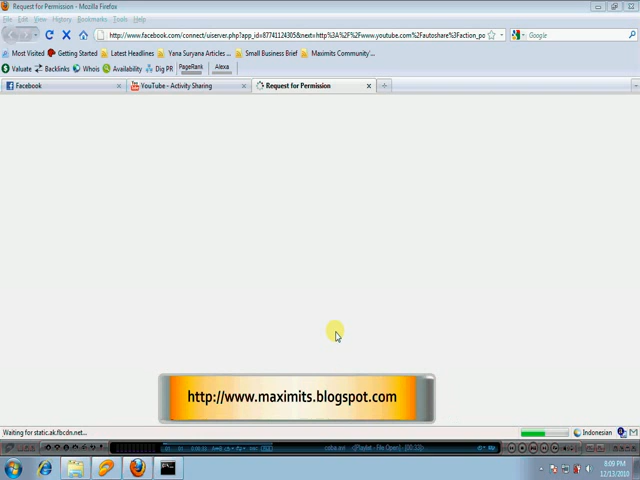 Request for Permission - Mozilla Firefox
File Edit View History Bookmarks Tools Help
http://www.facebook.com/connect/uiserver.php?app_id=87741124305&next=http%3A%2F%2Fwww.youtube.com%2Fautoshare%3Faction_po
Google
Most Visited Getting Started Latest Headlines Yana Suryana Articles ... Small Business Brief Maximits Community'...
Valuate Backlinks Whois Availability Dig PR PageRank Alexa
Facebook YouTube - Activity Sharing Request for Permission
http://www.maximits.blogspot.com
Waiting for static.ak.fbcdn.net...
Indonesian
[Playlist - File Open]
8:09 PM
12/13/2010